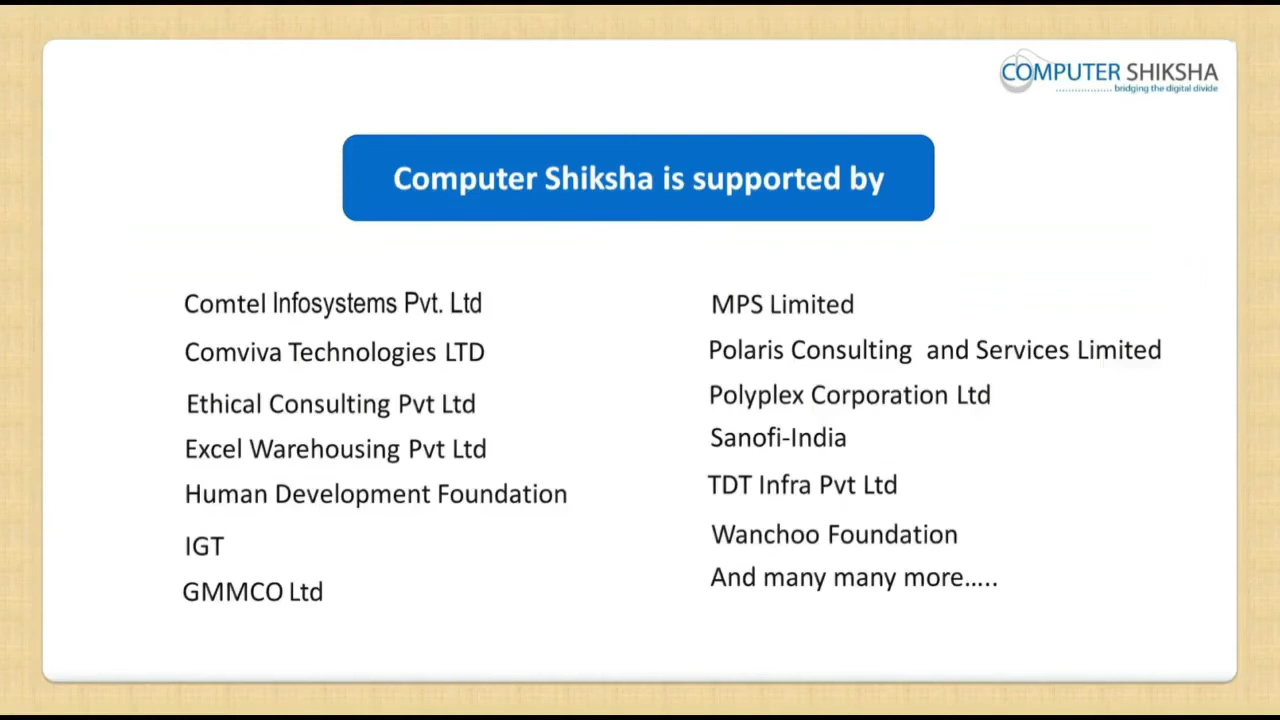 COMPUTER SHIKSHA
bridging the digital divide
Computer Shiksha is supported by
Comtel Infosystems Pvt. Ltd
Comviva Technologies LTD
Ethical Consulting Pvt Ltd
Excel Warehousing Pvt Ltd
Human Development Foundation
IGT
GMMCO Ltd
MPS Limited
Polaris Consulting and Services Limited
Polyplex Corporation Ltd
Sanofi-India
TDT Infra Pvt Ltd
Wanchoo Foundation
And many many more.....